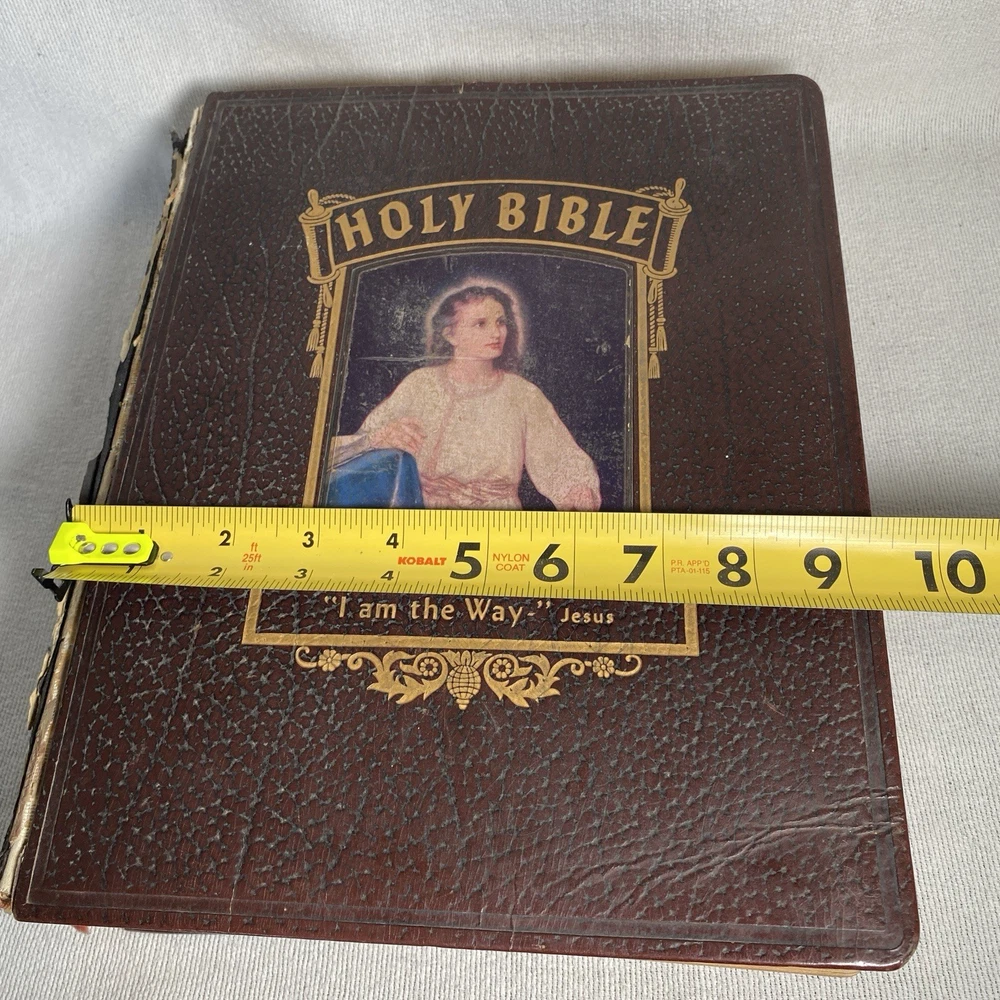 HOLY BIBLE
1 2 3 4 5 6 7 8 9 10
ft
25ft
in
KOBALT
NYLON
COAT
P.R. APP'D
PTA-01-115
2 3 4
"I am the Way-" Jesus